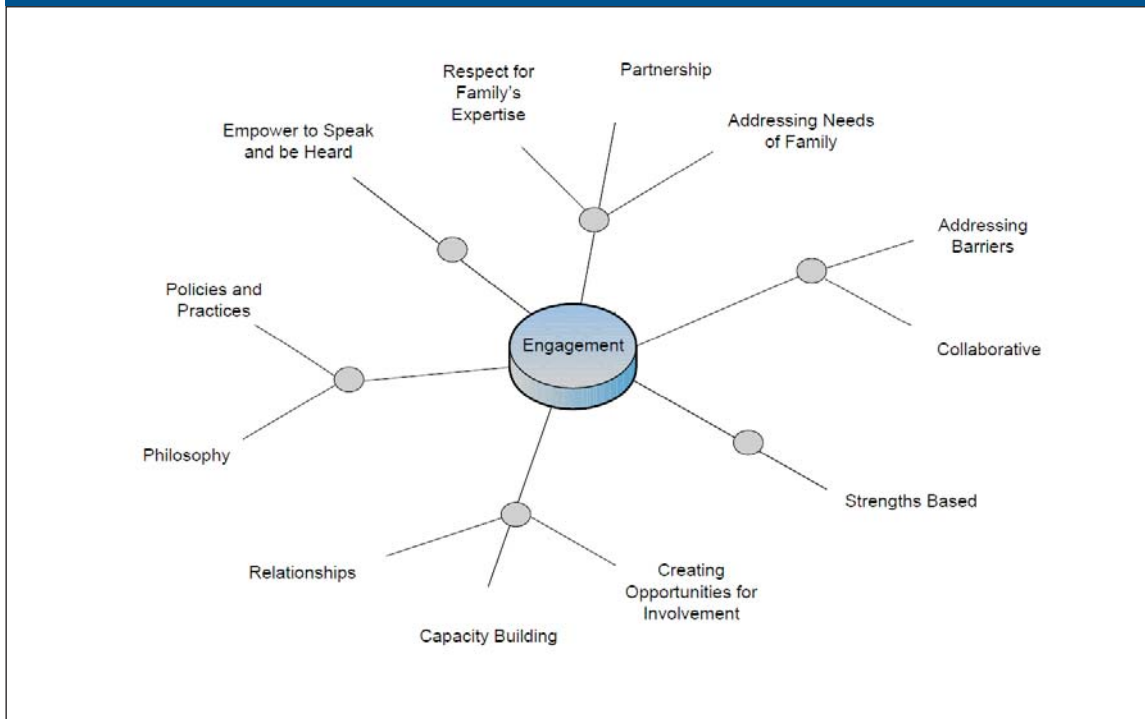 Respect for
Family's
Expertise
Partnership
Addressing Needs
of Family
Empower to Speak
and be Heard
Addressing
Barriers
Policies and
Practices
Engagement
Collaborative
Philosophy
Strengths Based
Relationships
Creating
Opportunities for
Involvement
Capacity Building